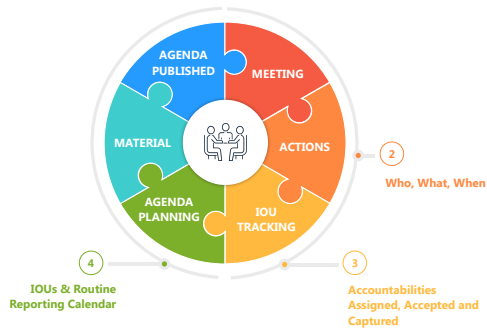 AGENDA
PUBLISHED
MEETING
MATERIAL
ACTIONS
2
Who, What, When
AGENDA
PLANNING
IOU
TRACKING
4
IOUs & Routine
Reporting Calendar
3
Accountabilities
Assigned, Accepted and
Captured